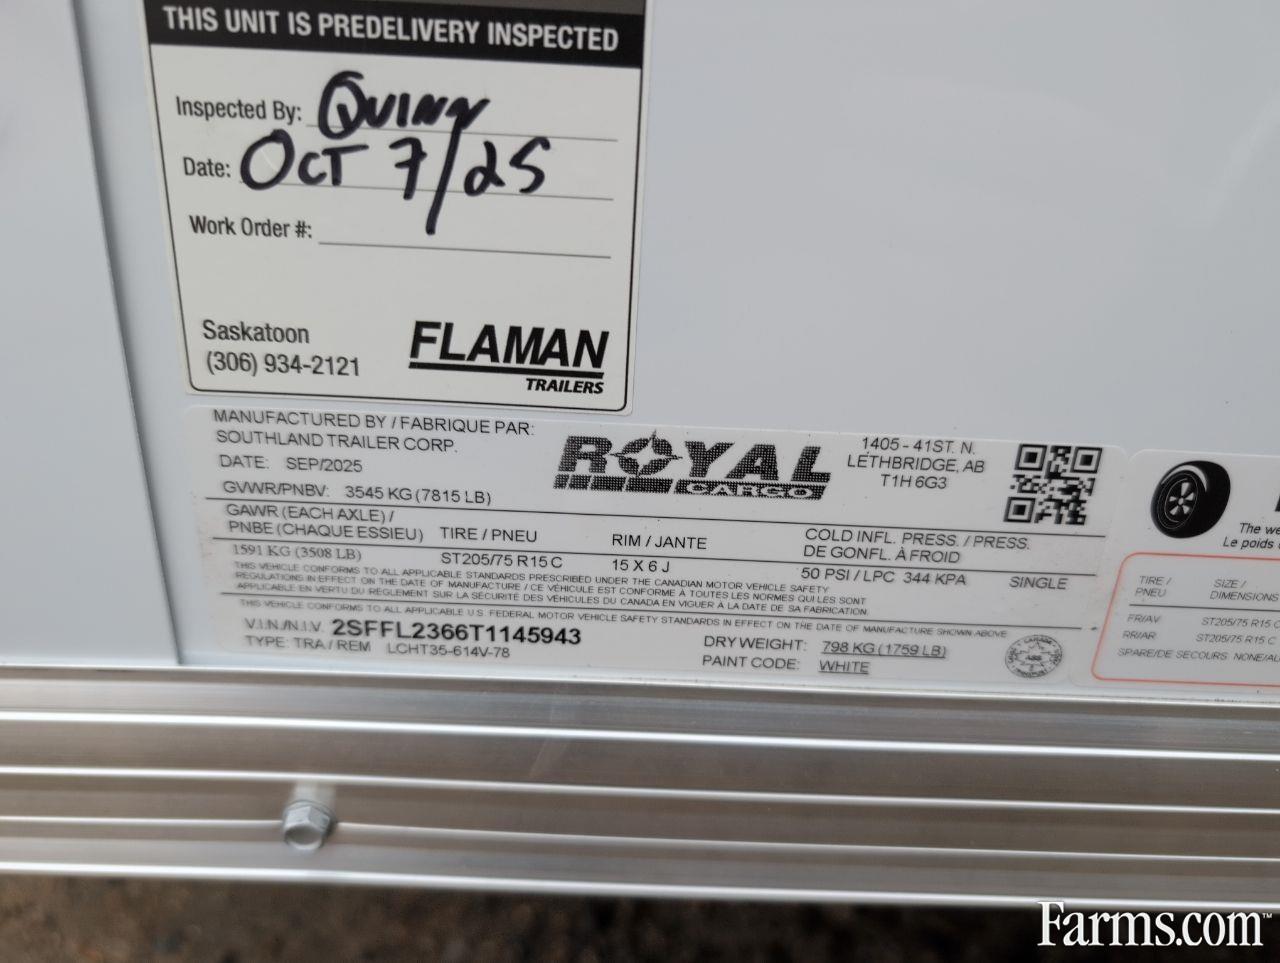 THIS UNIT IS PREDELIVERY INSPECTED
Inspected By: QUINN
Date: OCT 7/25
Work Order #:
Saskatoon
(306) 934-2121
FLAMAN
TRAILERS
MANUFACTURED BY / FABRIQUE PAR:
SOUTHLAND TRAILER CORP.
DATE: SEP/2025
ROYAL
CARGO
1405 - 41ST. N.
LETHBRIDGE, AB
T1H 6G3
GVWR/PNBV: 3545 KG (7815 LB)
GAWR (EACH AXLE) /
PNBE (CHAQUE ESSIEU) TIRE / PNEU RIM / JANTE COLD INFL. PRESS. / PRESS.
DE GONFL. À FROID
1591 KG (3508 LB) ST205/75 R15 C 15 X 6 J 50 PSI / LPC 344 KPA SINGLE
THIS VEHICLE CONFORMS TO ALL APPLICABLE STANDARDS PRESCRIBED UNDER THE CANADIAN MOTOR VEHICLE SAFETY
REGULATIONS IN EFFECT ON THE DATE OF MANUFACTURE / CE VÉHICULE EST CONFORME À TOUTES LES NORMES QUI LES SONT
APPLICABLE EN VERTU DU RÈGLEMENT SUR LA SÉCURITÉ DES VÉHICULES DU CANADA EN VIGUER À LA DATE DE SA FABRICATION.
THIS VEHICLE CONFORMS TO ALL APPLICABLE U.S. FEDERAL MOTOR VEHICLE SAFETY STANDARDS IN EFFECT ON THE DATE OF MANUFACTURE SHOWN ABOVE
V.I.N./N.I.V. 2SFFL2366T1145943
TYPE: TRA / REM LCHT35-614V-78
DRY WEIGHT: 798 KG (1759 LB)
PAINT CODE: WHITE
The we
Le poids
TIRE / SIZE /
PNEU DIMENSIONS
FR/AV ST205/75 R15 C
RR/AR ST205/75 R15 C
SPARE/DE SECOURS NONE/AU
Farms.com™